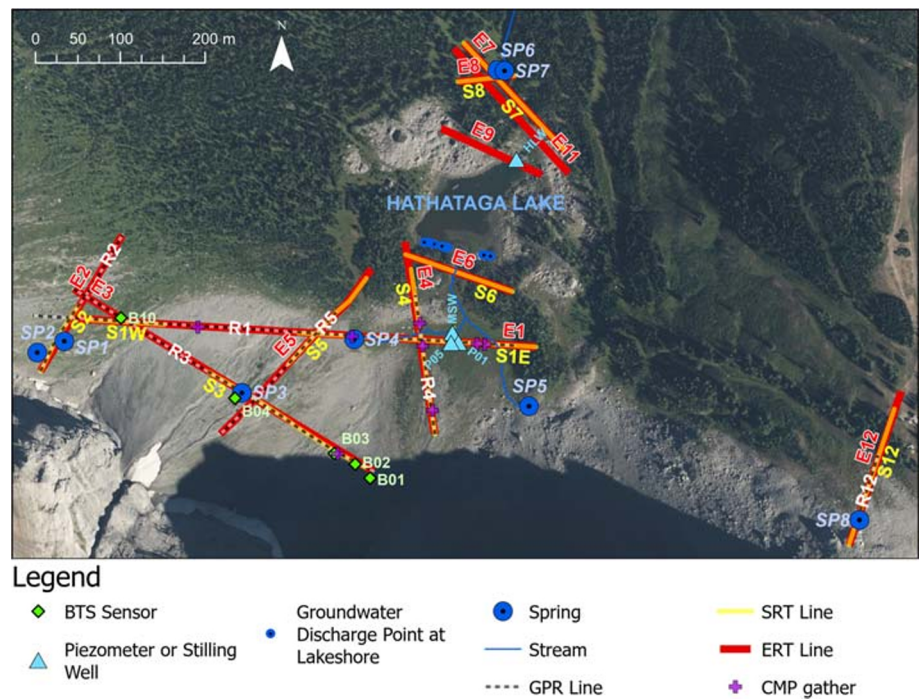 N
0 50 100 200 m
SP6
E7
E8
SP7
S8
S7
E9
HLW
E11
HATHATAGA LAKE
R2
E2
E3
E6
E4
S4
S6
MSW
S2
B10
S1W
R1
R5
E5
S5
SP4
E1
S1E
P01
P05
SP2
SP1
R3
S3
SP3
B04
R4
SP5
B03
B02
B01
E12
S12
R12
SP8
Legend
BTS Sensor
Piezometer or Stilling
Well
Groundwater
Discharge Point at
Lakeshore
GPR Line
Spring
Stream
SRT Line
ERT Line
CMP gather